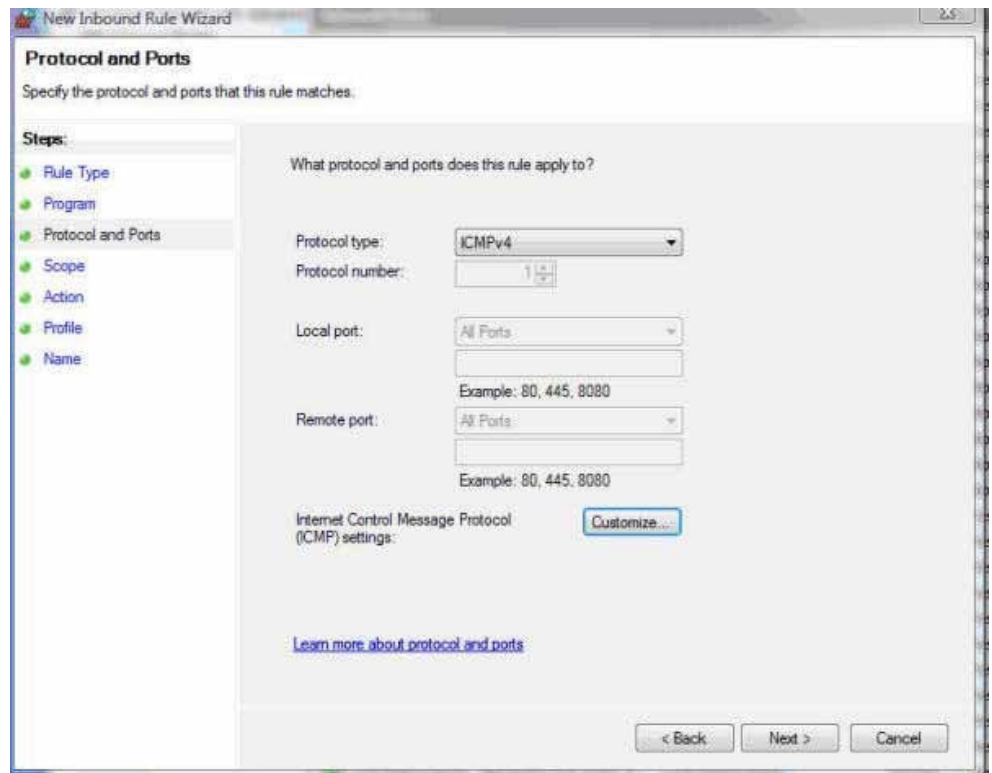 New Inbound Rule Wizard
Protocol and Ports
Specify the protocol and ports that this rule matches.
Steps:
Rule Type
Program
Protocol and Ports
Scope
Action
Profile
Name
What protocol and ports does this rule apply to?
Protocol type: ICMPv4
Protocol number: 1
Local port: All Ports
Example: 80, 445, 8080
Remote port: All Ports
Example: 80, 445, 8080
Internet Control Message Protocol
(ICMP) settings:
Customize...
Learn more about protocol and ports
< Back Next > Cancel